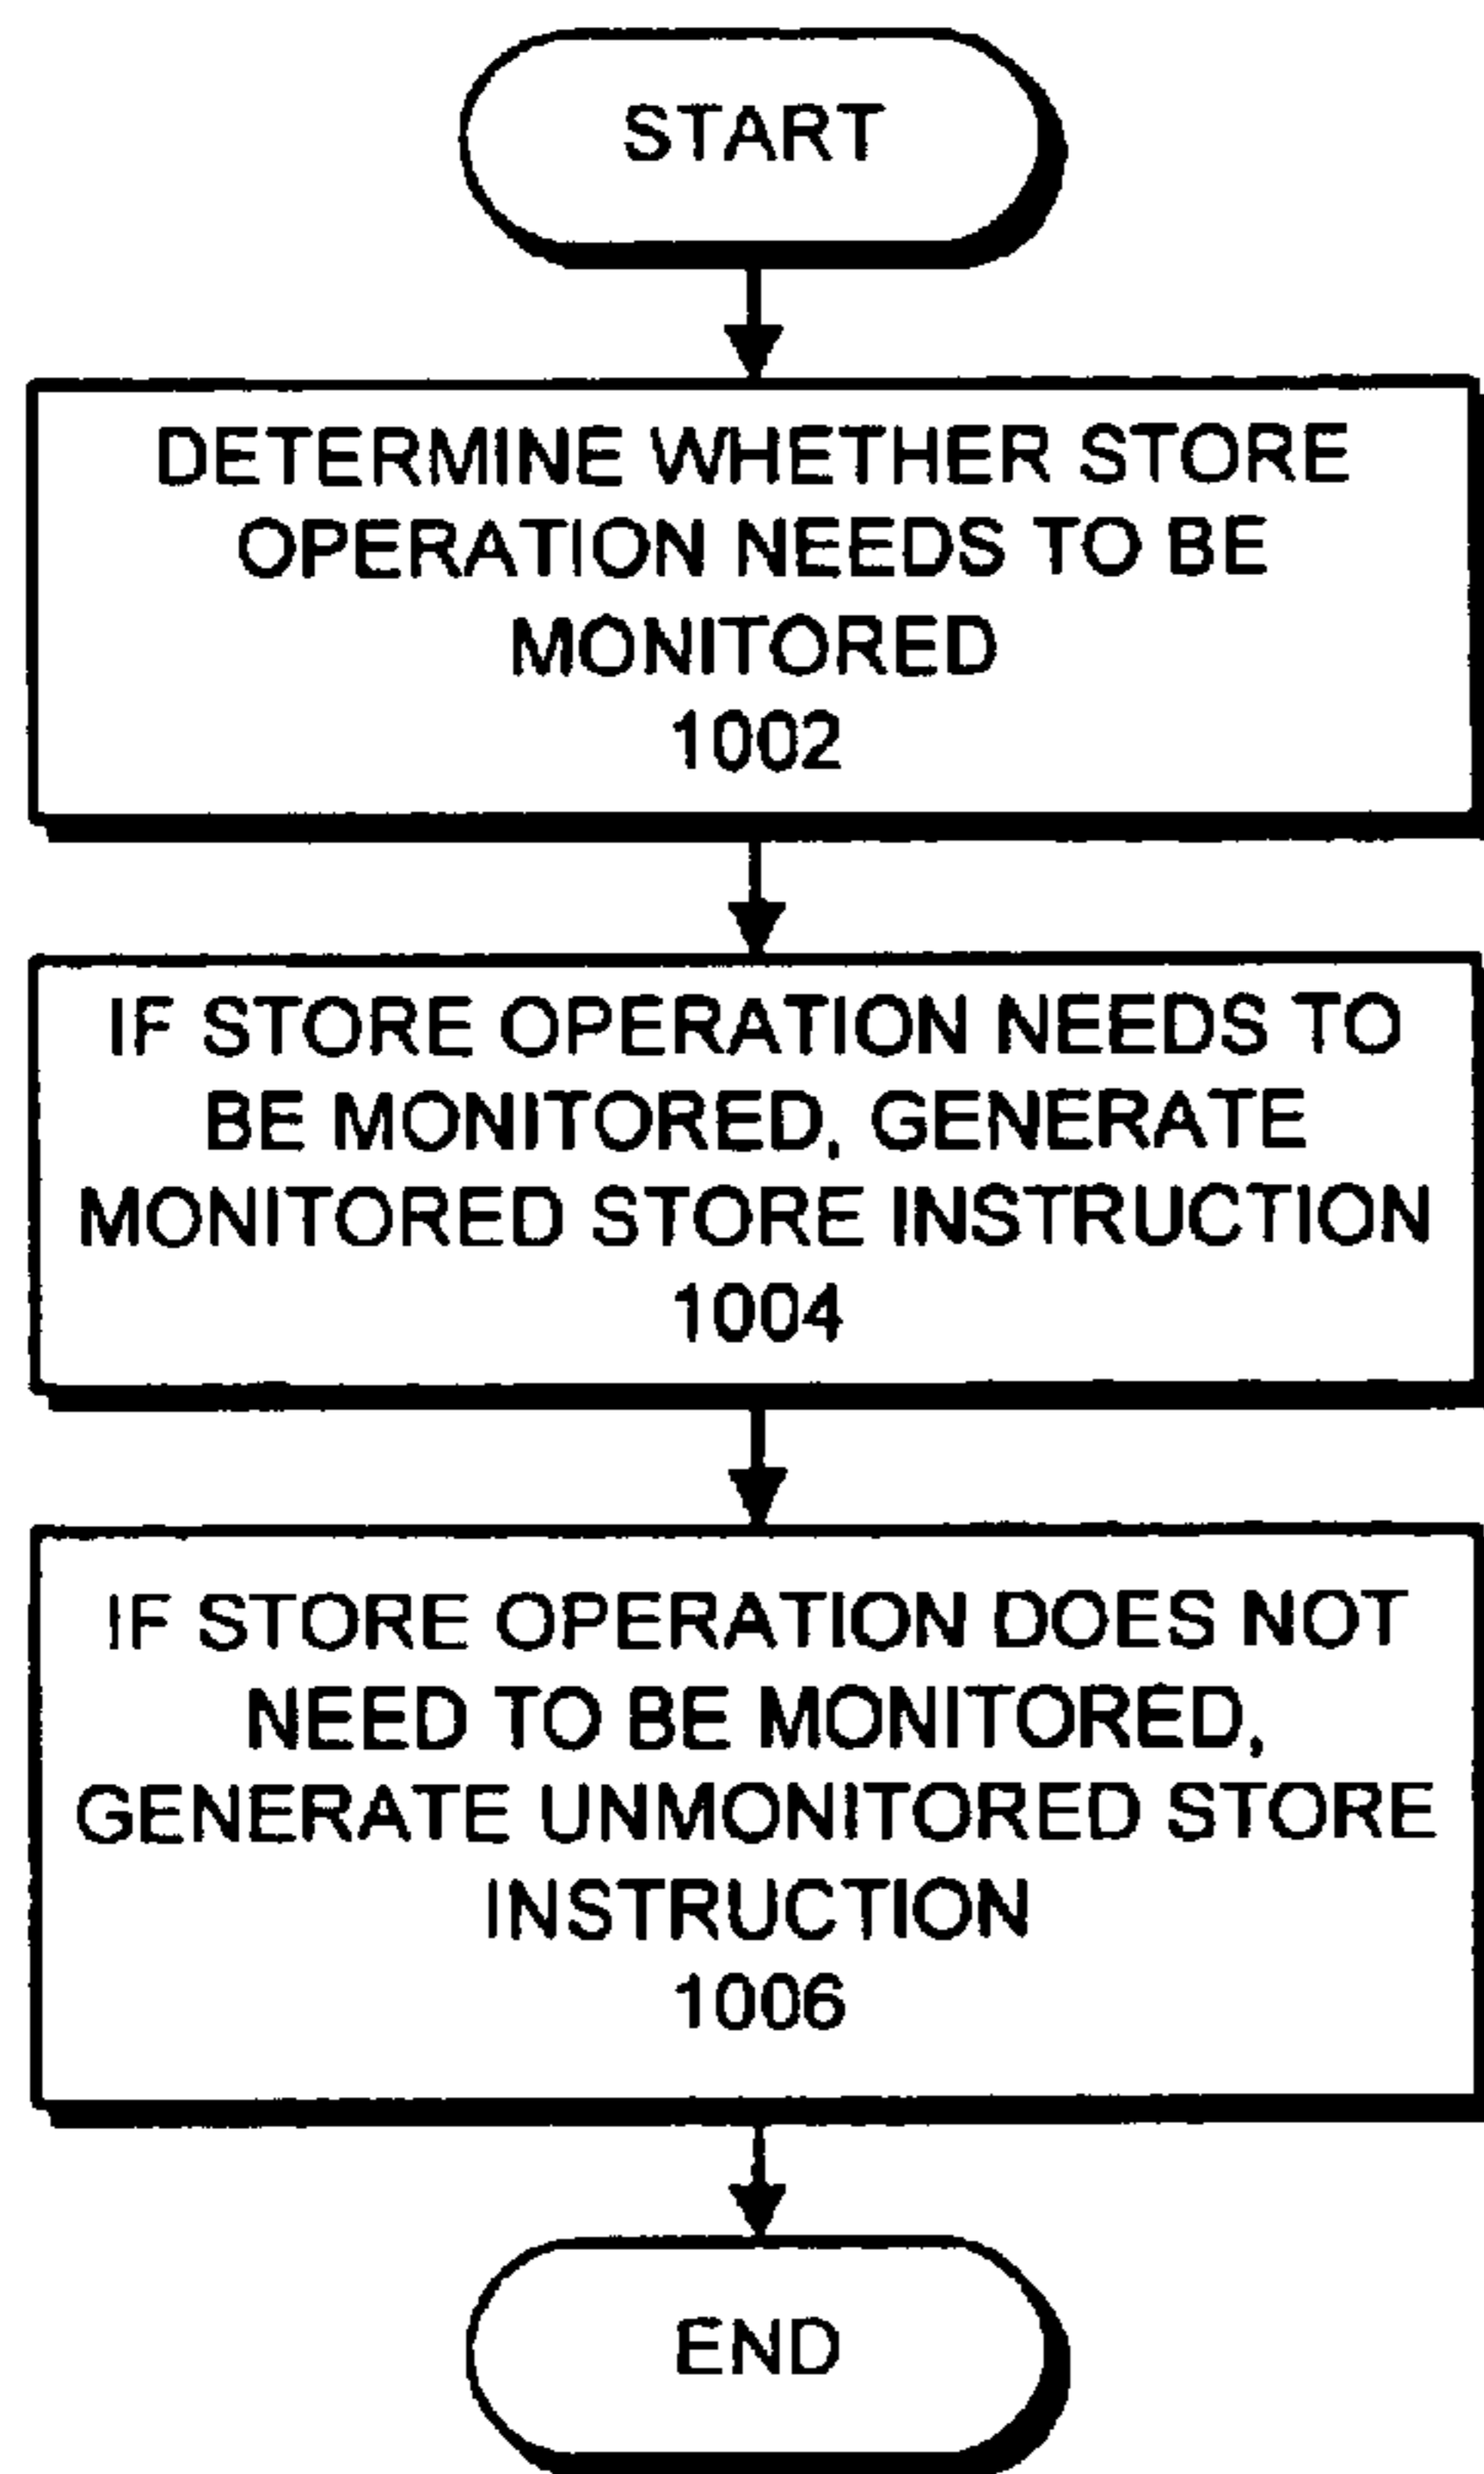 START
DETERMINE WHETHER STORE
OPERATION NEEDS TO BE
MONITORED
1002
IF STORE OPERATION NEEDS TO
BE MONITORED, GENERATE
MONITORED STORE INSTRUCTION
1004
IF STORE OPERATION DOES NOT
NEED TO BE MONITORED,
GENERATE UNMONITORED STORE
INSTRUCTION
1006
END